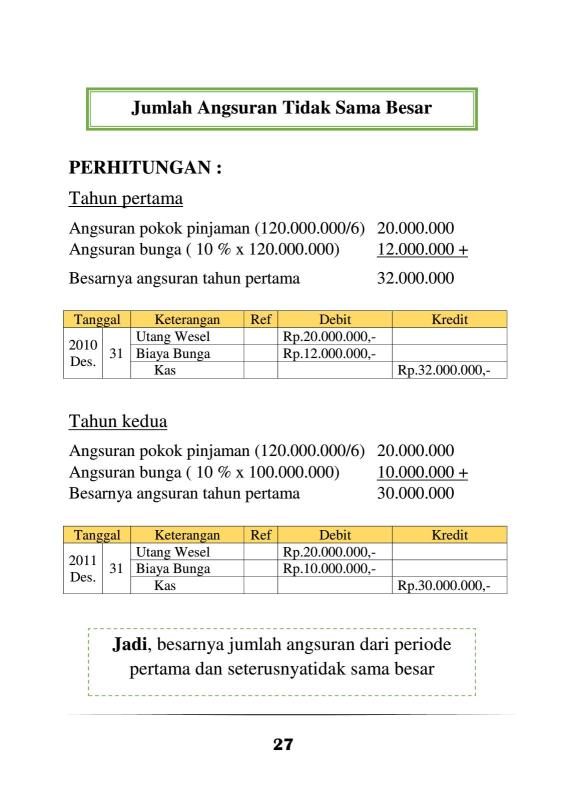 Jumlah Angsuran Tidak Sama Besar
PERHITUNGAN :
Tahun pertama
Angsuran pokok pinjaman (120.000.000/6) 20.000.000
Angsuran bunga ( 10 % x 120.000.000) 12.000.000 +
Besarnya angsuran tahun pertama 32.000.000
Tanggal Keterangan Ref Debit Kredit
2010 Des. 31 Utang Wesel Rp.20.000.000,-
Biaya Bunga Rp.12.000.000,-
Kas Rp.32.000.000,-
Tahun kedua
Angsuran pokok pinjaman (120.000.000/6) 20.000.000
Angsuran bunga ( 10 % x 100.000.000) 10.000.000 +
Besarnya angsuran tahun pertama 30.000.000
Tanggal Keterangan Ref Debit Kredit
2011 Des. 31 Utang Wesel Rp.20.000.000,-
Biaya Bunga Rp.10.000.000,-
Kas Rp.30.000.000,-
Jadi, besarnya jumlah angsuran dari periode
pertama dan seterusnyatidak sama besar
27